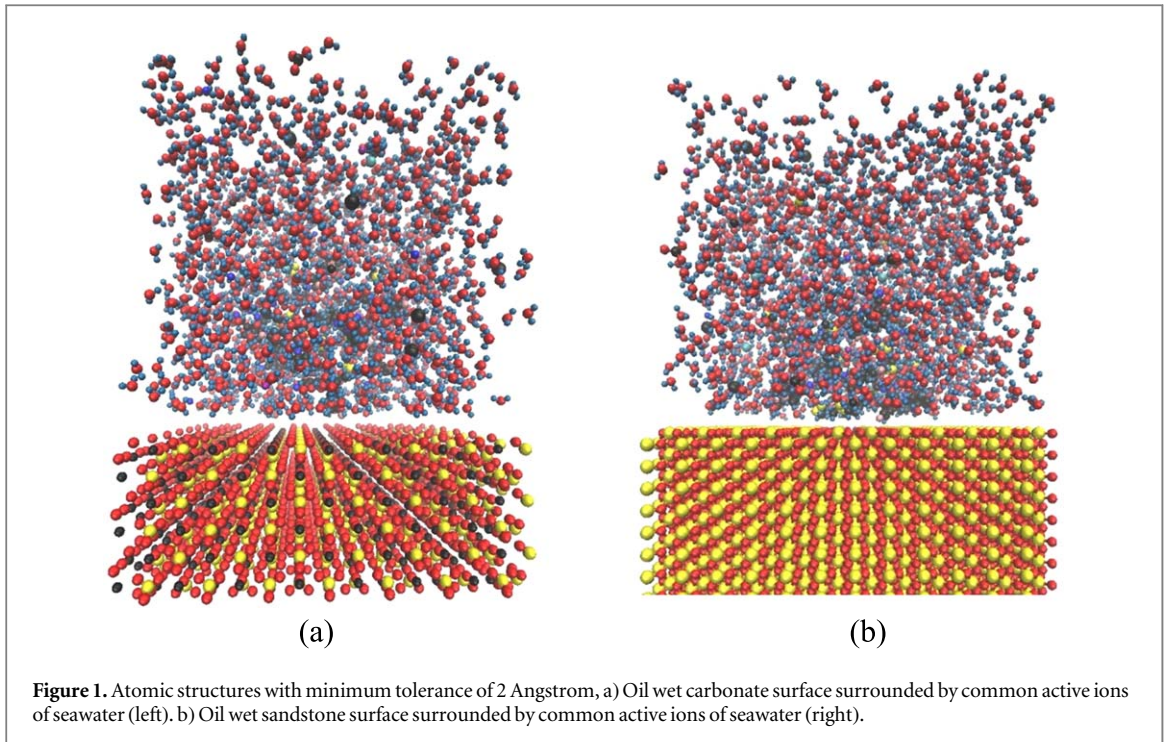 (a)
(b)
Figure 1. Atomic structures with minimum tolerance of 2 Angstrom, a) Oil wet carbonate surface surrounded by common active ions
of seawater (left). b) Oil wet sandstone surface surrounded by common active ions of seawater (right).